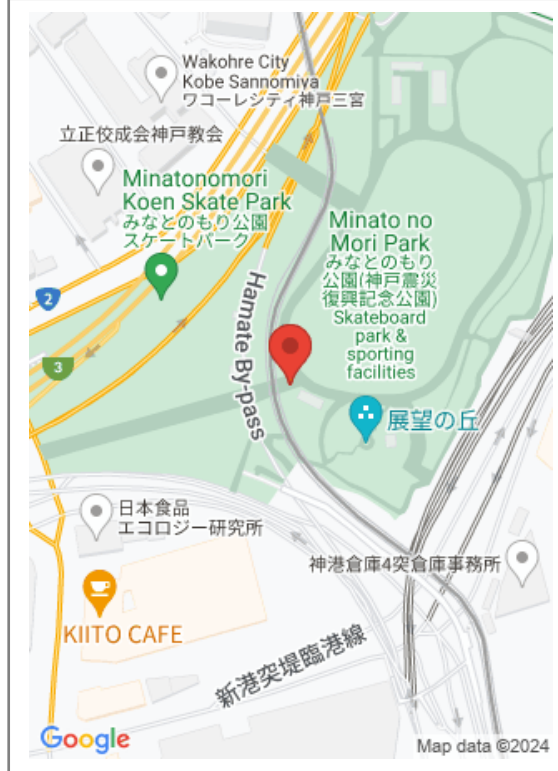 Wakohre City
Kobe Sannomiya
ワコーレシティ神戸三宮
立正佼成会神戸教会
Minatonomori
Koen Skate Park
みなとのもり公園
スケートパーク
Minato no
Mori Park
みなとのもり
公園(神戸震災
復興記念公園)
Skateboard
park &
sporting
facilities
2
Hamate By-pass
3
展望の丘
日本食品
エコロジー研究所
神港倉庫4突倉庫事務所
KIITO CAFE
新港突堤臨港線
Google
Map data ©2024